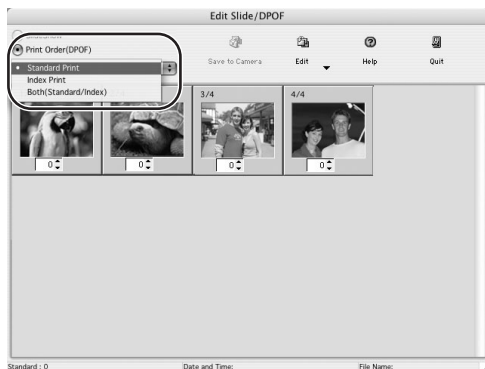 Edit Slide/DPOF
Print Order(DPOF)
Standard Print
Index Print
Both(Standard/Index)
Save to Camera
Edit
Help
Quit
3/4
4/4
0
0
0
0
Standard : 0
Date and Time:
File Name: